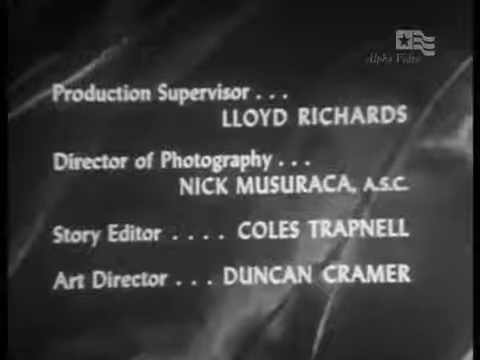 Alpha Video
Production Supervisor . . .
LLOYD RICHARDS
Director of Photography . . .
NICK MUSURACA, A.S.C.
Story Editor . . . . COLES TRAPNELL
Art Director . . . DUNCAN CRAMER